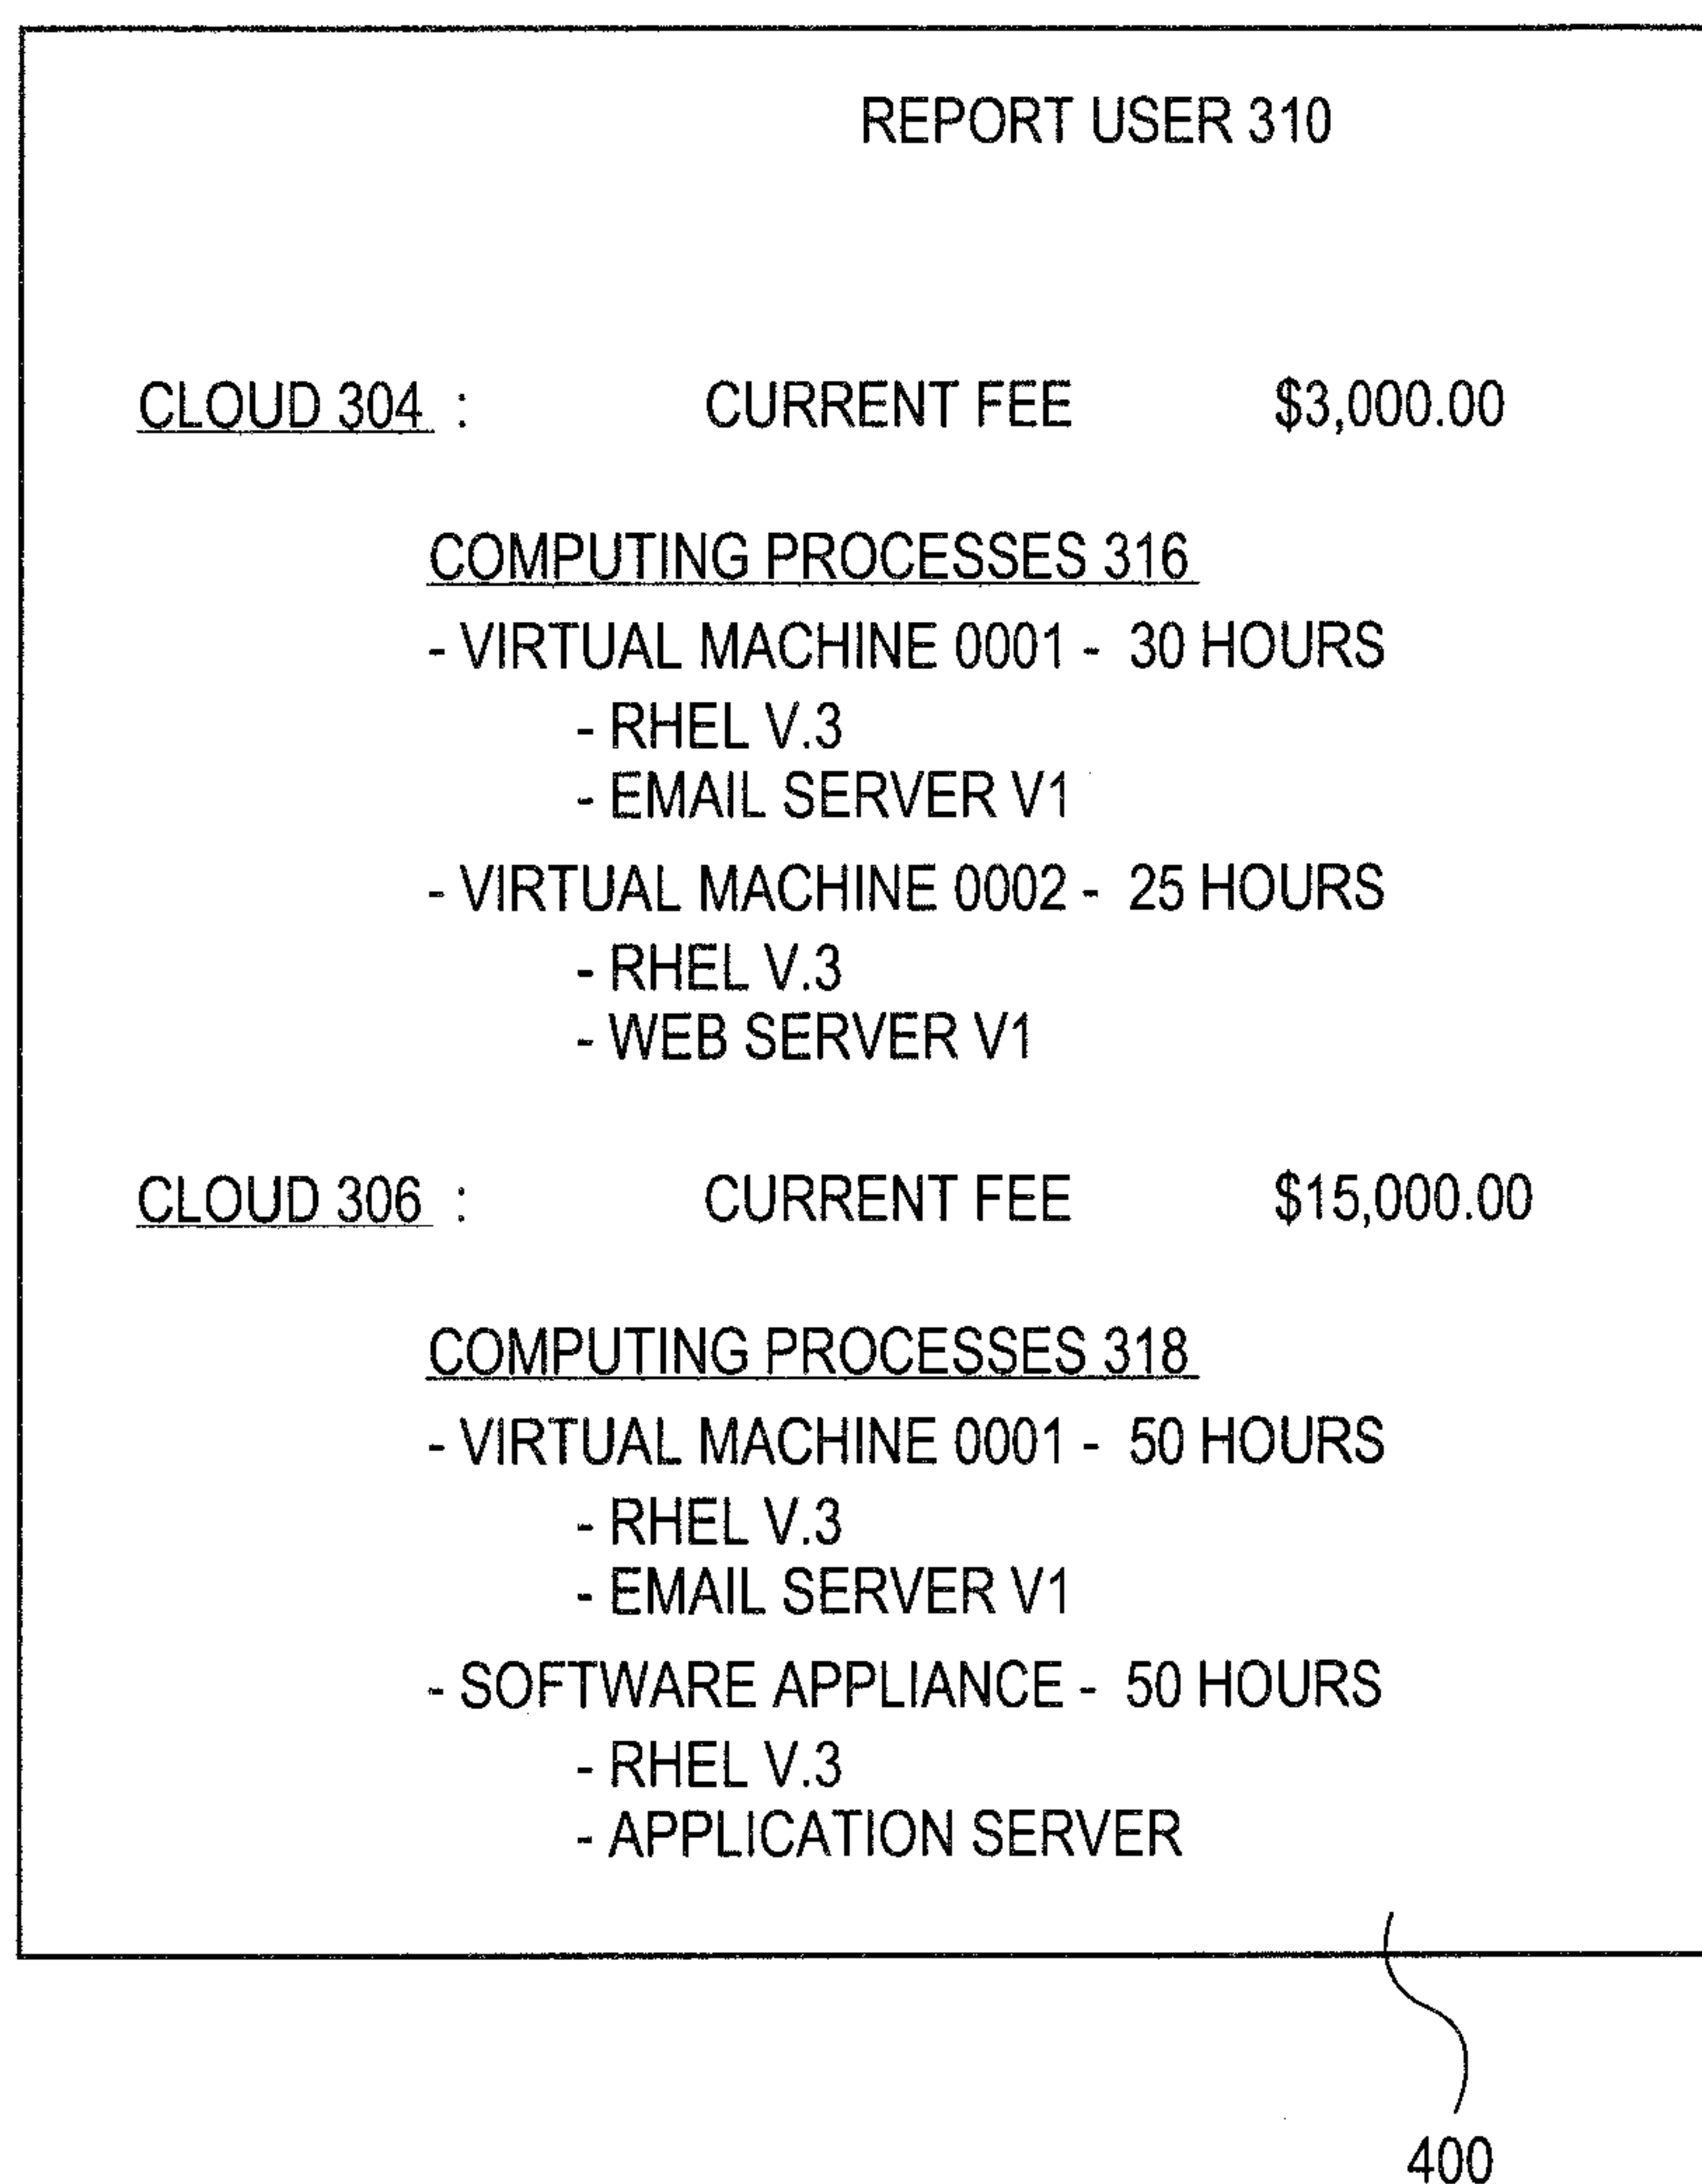 REPORT USER 310
CLOUD 304 : CURRENT FEE $3,000.00
COMPUTING PROCESSES 316
- VIRTUAL MACHINE 0001 - 30 HOURS
- RHEL V.3
- EMAIL SERVER V1
- VIRTUAL MACHINE 0002 - 25 HOURS
- RHEL V.3
- WEB SERVER V1
CLOUD 306 : CURRENT FEE $15,000.00
COMPUTING PROCESSES 318
- VIRTUAL MACHINE 0001 - 50 HOURS
- RHEL V.3
- EMAIL SERVER V1
- SOFTWARE APPLIANCE - 50 HOURS
- RHEL V.3
- APPLICATION SERVER
400